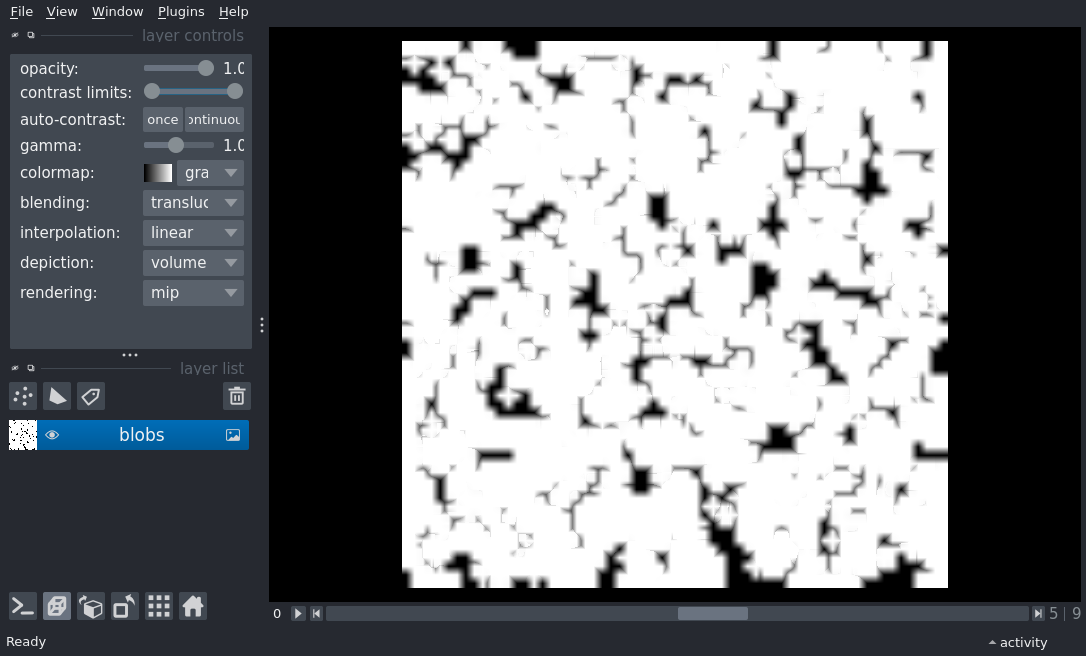 File View Window Plugins Help
layer controls
opacity: 1.0
contrast limits:
auto-contrast: once ontinuou
gamma: 1.0
colormap: gra
blending: transluc
interpolation: linear
depiction: volume
rendering: mip
layer list
blobs
0 5 | 9
Ready activity